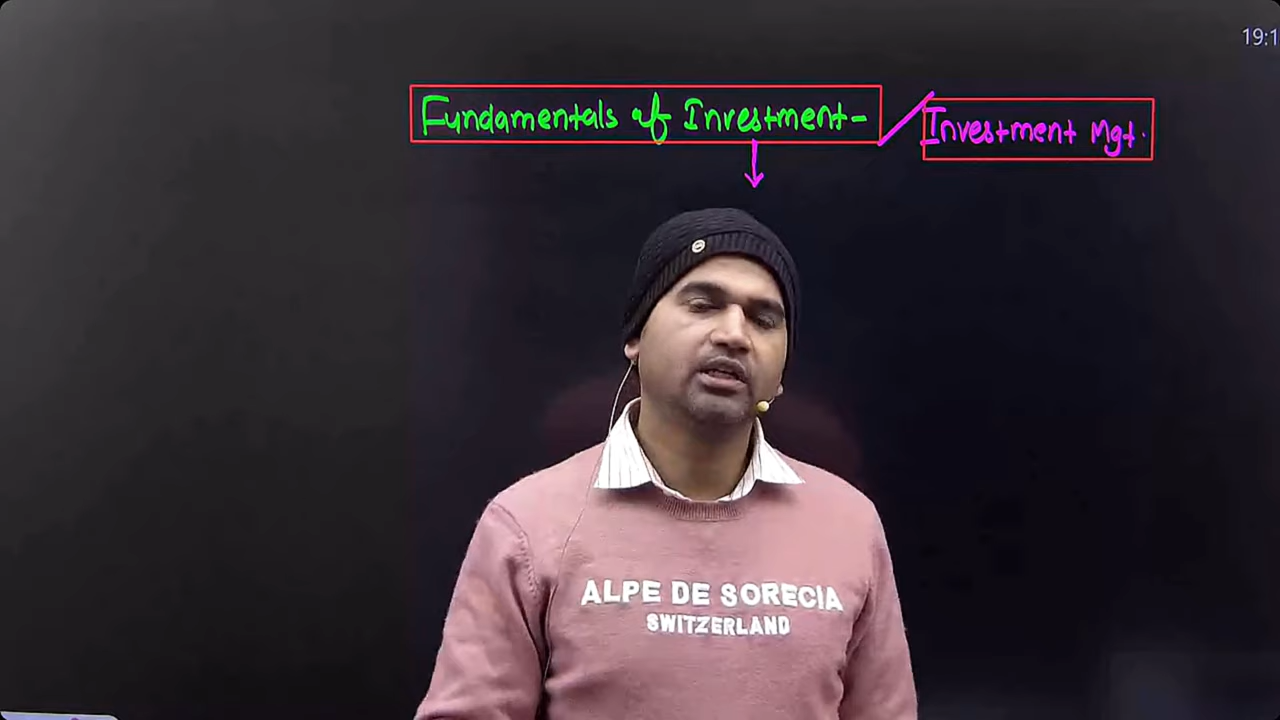 19:1
Fundamentals of Investment-
Investment Mgt.
ALPE DE SORECIA
SWITZERLAND